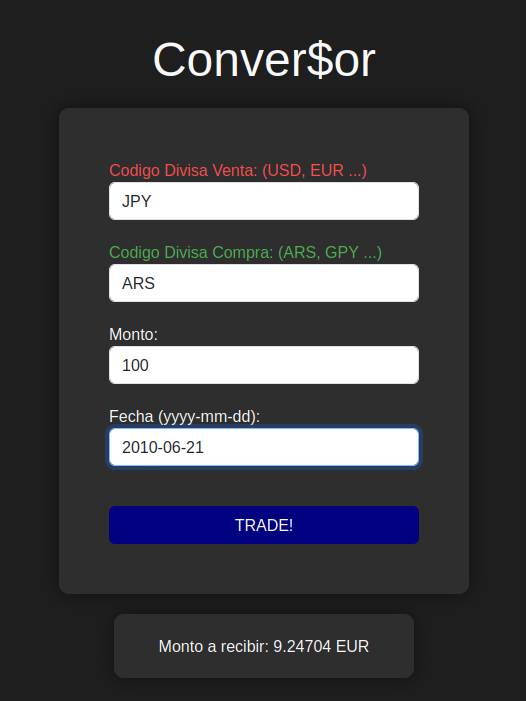 Conver$or
Codigo Divisa Venta: (USD, EUR ...)
JPY
Codigo Divisa Compra: (ARS, GPY ...)
ARS
Monto:
100
Fecha (yyyy-mm-dd):
2010-06-21
TRADE!
Monto a recibir: 9.24704 EUR